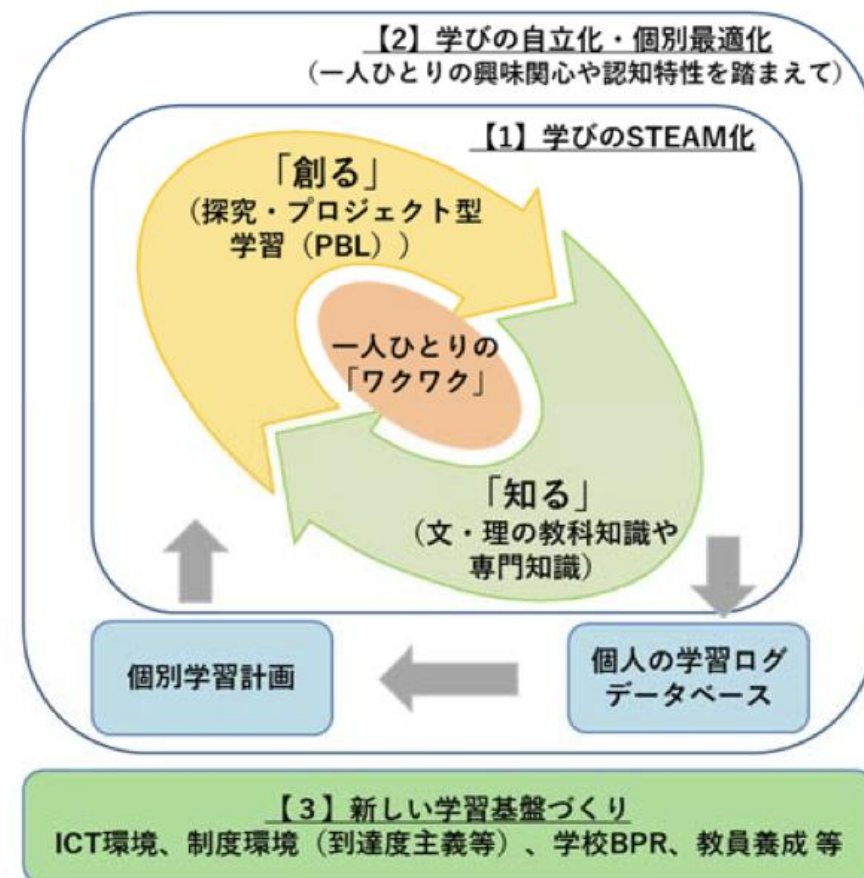 【2】学びの自立化・個別最適化
（一人ひとりの興味関心や認知特性を踏まえて）
【1】学びのSTEAM化
「創る」
（探究・プロジェクト型
学習（PBL））
一人ひとりの
「ワクワク」
「知る」
（文・理の教科知識や
専門知識）
個別学習計画
個人の学習ログ
データベース
【３】新しい学習基盤づくり
ICT環境、制度環境（到達度主義等）、学校BPR、教員養成 等